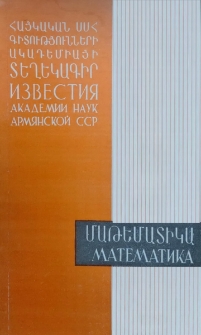 ՀԱՅԿԱԿԱՆ ՍՍՀ
ԳԻՏՈՒԹՅՈՒՆՆԵՐԻ
ԱԿԱԴԵՄԻԱՅԻ
ՏԵՂԵԿԱԳԻՐ
ИЗВЕСТИЯ
АКАДЕМИИ НАУК
АРМЯНСКОЙ ССР
ՄԱԹԵՄԱՏԻԿԱ
МАТЕМАТИКА